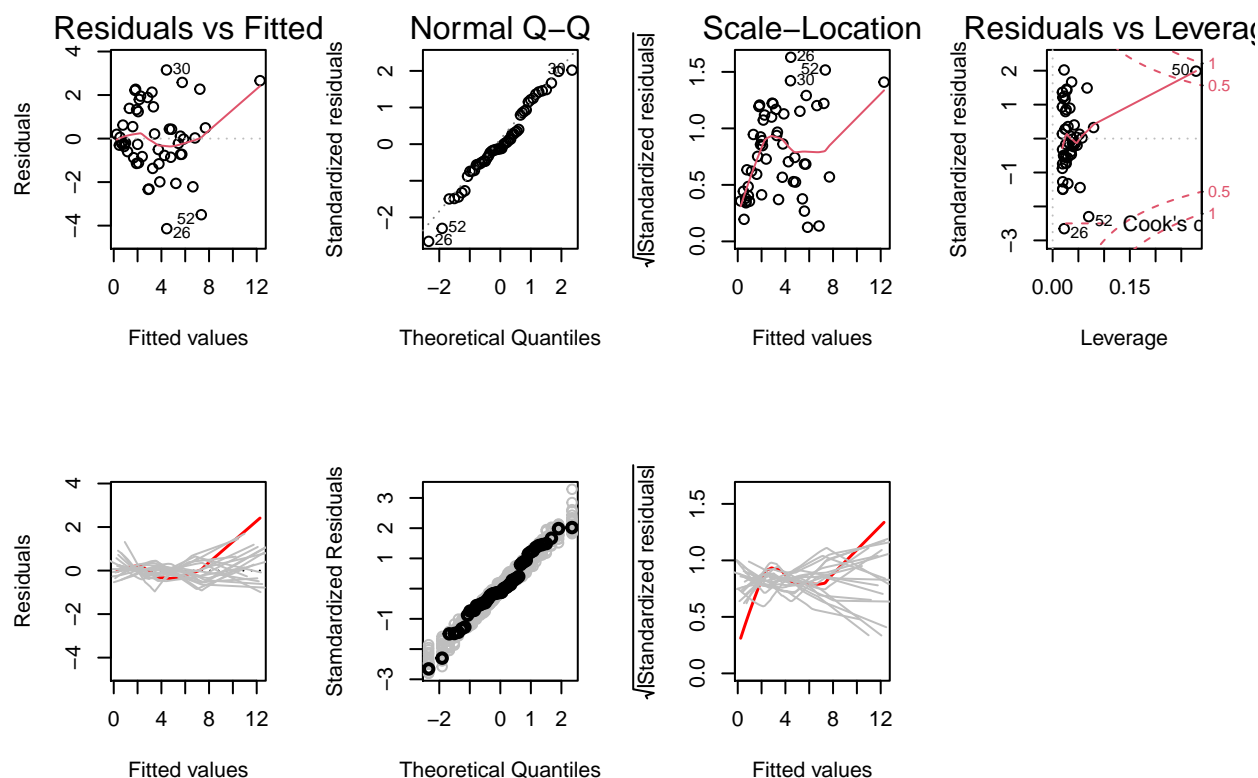 Residuals vs Fitted
Residuals
4
2
0
−2
−4
30
52
26
0 4 8 12
Fitted values
Normal Q−Q
Standardized residuals
2
1
0
−2
30
52
26
−2 0 1 2
Theoretical Quantiles
Scale−Location
√|Standardized residuals|
1.5
1.0
0.5
0.0
26
52
30
0 4 8 12
Fitted values
Residuals vs Leverag
Standardized residuals
2
1
−1
−3
50
1
0.5
0.5
1
52
26
Cook's d
0.00 0.15
Leverage
Residuals
4
2
0
−2
−4
0 4 8 12
Fitted values
Stamdardized Residuals
3
2
1
−1
−3
−2 0 1 2
Theoretical Quantiles
√|Standardized residuals|
1.5
1.0
0.5
0.0
0 4 8 12
Fitted values